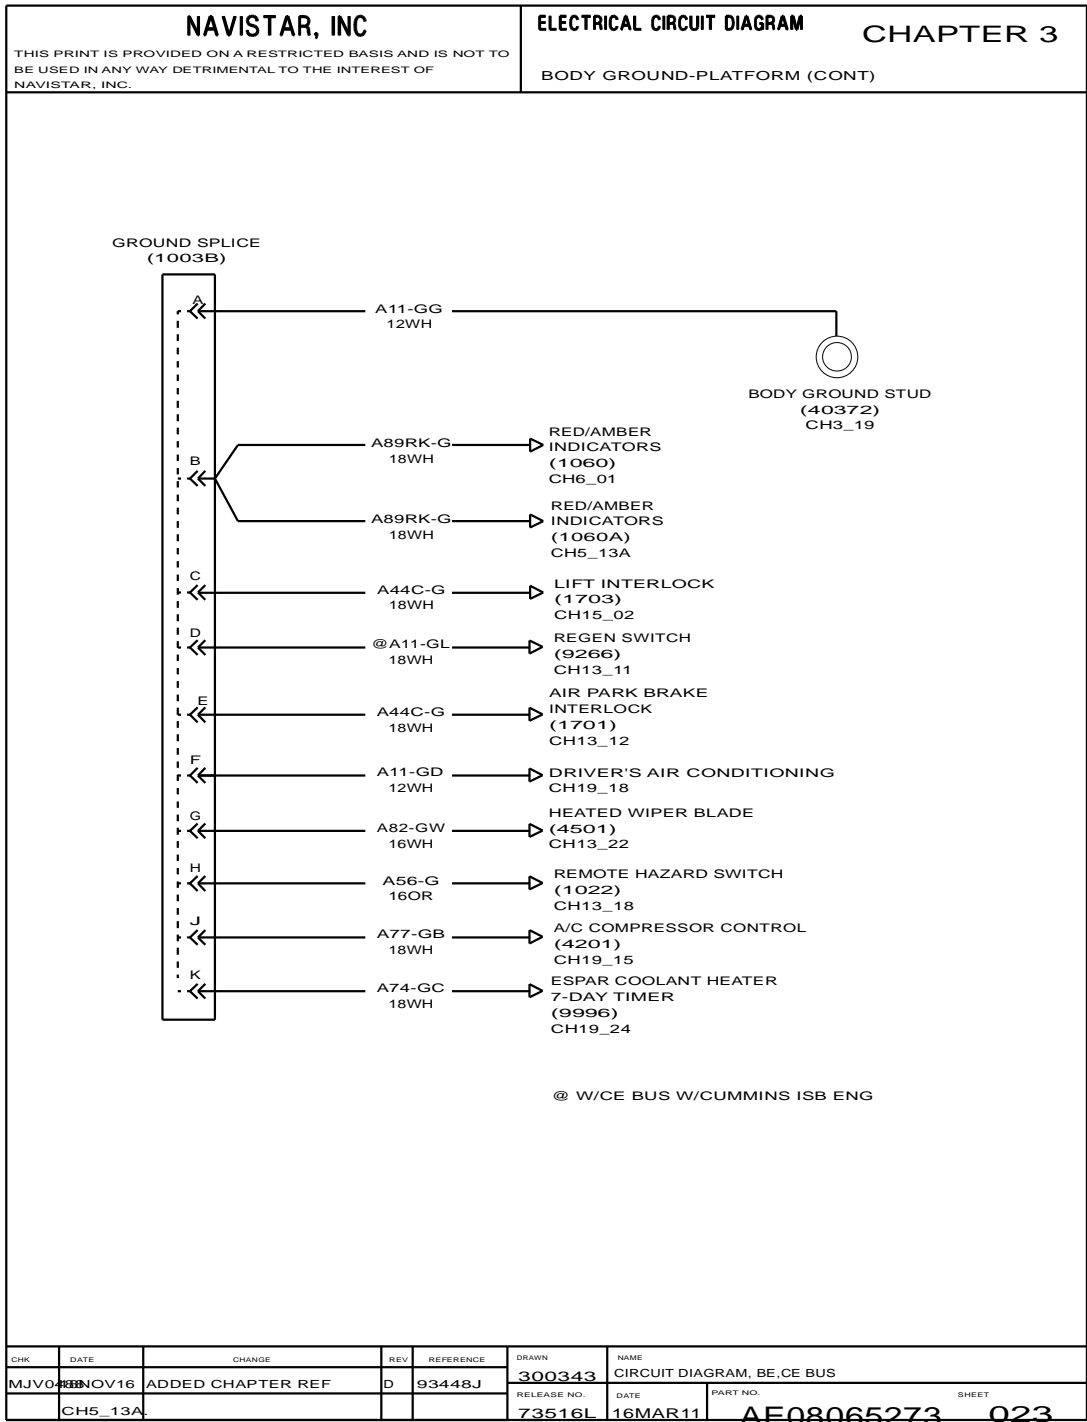 NAVISTAR, INC
THIS PRINT IS PROVIDED ON A RESTRICTED BASIS AND IS NOT TO
BE USED IN ANY WAY DETRIMENTAL TO THE INTEREST OF
NAVISTAR, INC.
ELECTRICAL CIRCUIT DIAGRAM
CHAPTER 3
BODY GROUND-PLATFORM (CONT)
GROUND SPLICE
(1003B)
A
A11-GG
12WH
BODY GROUND STUD
(40372)
CH3_19
B
A89RK-G
18WH
RED/AMBER
INDICATORS
(1060)
CH6_01
A89RK-G
18WH
RED/AMBER
INDICATORS
(1060A)
CH5_13A
C
A44C-G
18WH
LIFT INTERLOCK
(1703)
CH15_02
D
@A11-GL
18WH
REGEN SWITCH
(9266)
CH13_11
E
A44C-G
18WH
AIR PARK BRAKE
INTERLOCK
(1701)
CH13_12
F
A11-GD
12WH
DRIVER'S AIR CONDITIONING
CH19_18
G
A82-GW
16WH
HEATED WIPER BLADE
(4501)
CH13_22
H
A56-G
16OR
REMOTE HAZARD SWITCH
(1022)
CH13_18
J
A77-GB
18WH
A/C COMPRESSOR CONTROL
(4201)
CH19_15
K
A74-GC
18WH
ESPAR COOLANT HEATER
7-DAY TIMER
(9996)
CH19_24
@ W/CE BUS W/CUMMINS ISB ENG
CHK DATE CHANGE REV REFERENCE
ADDED CHAPTER REF D 93448J
CH5_13A.
DRAWN
300343
NAME
CIRCUIT DIAGRAM, BE,CE BUS
RELEASE NO.
73516L
DATE
16MAR11
PART NO.
AE08065273
SHEET
023